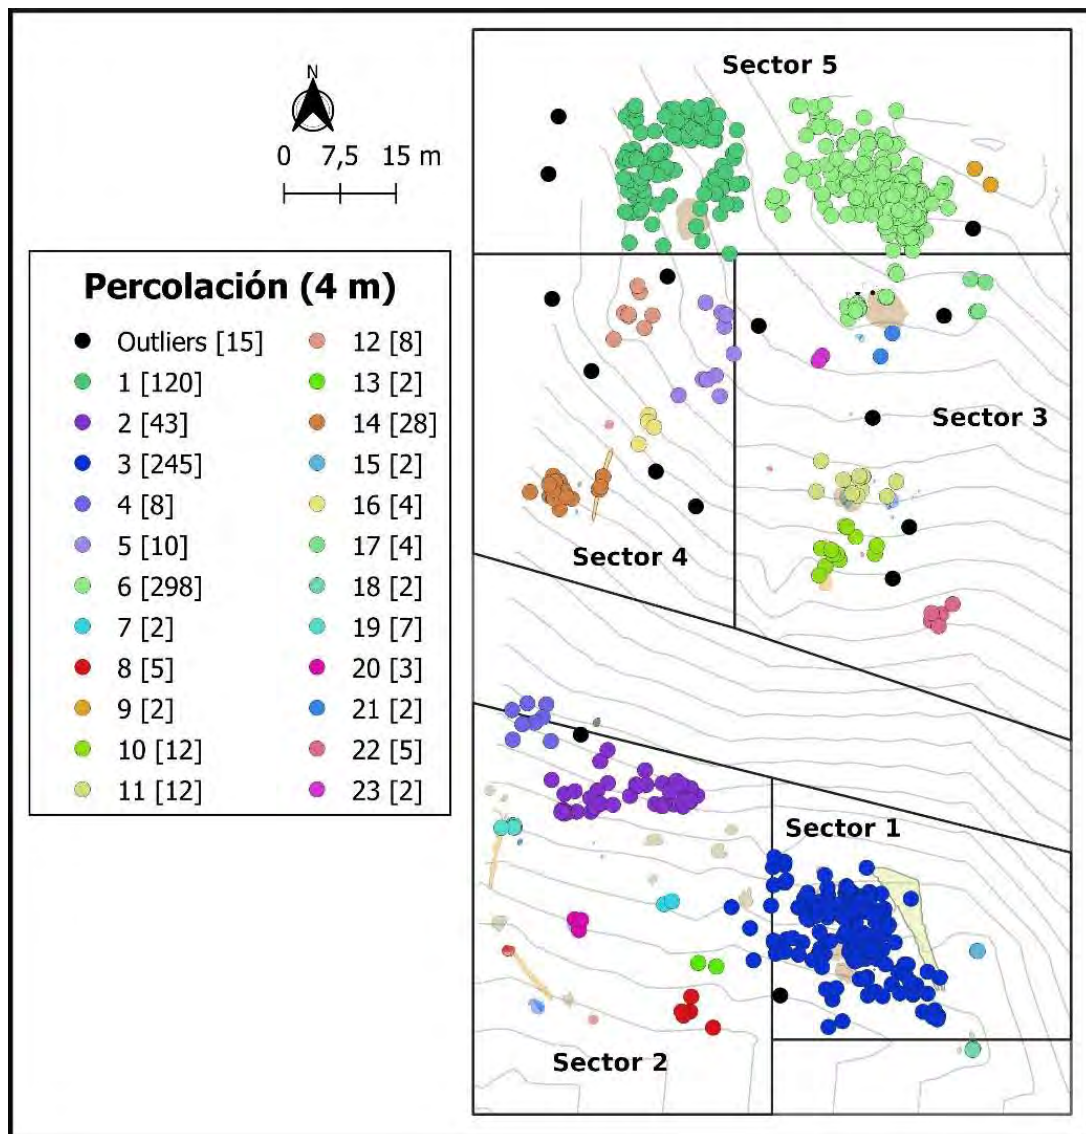 Sector 5
N
0 7,5 15 m
Percolación (4 m)
Outliers [15]
1 [120]
2 [43]
3 [245]
4 [8]
5 [10]
6 [298]
7 [2]
8 [5]
9 [2]
10 [12]
11 [12]
12 [8]
13 [2]
14 [28]
15 [2]
16 [4]
17 [4]
18 [2]
19 [7]
20 [3]
21 [2]
22 [5]
23 [2]
Sector 3
Sector 4
Sector 1
Sector 2